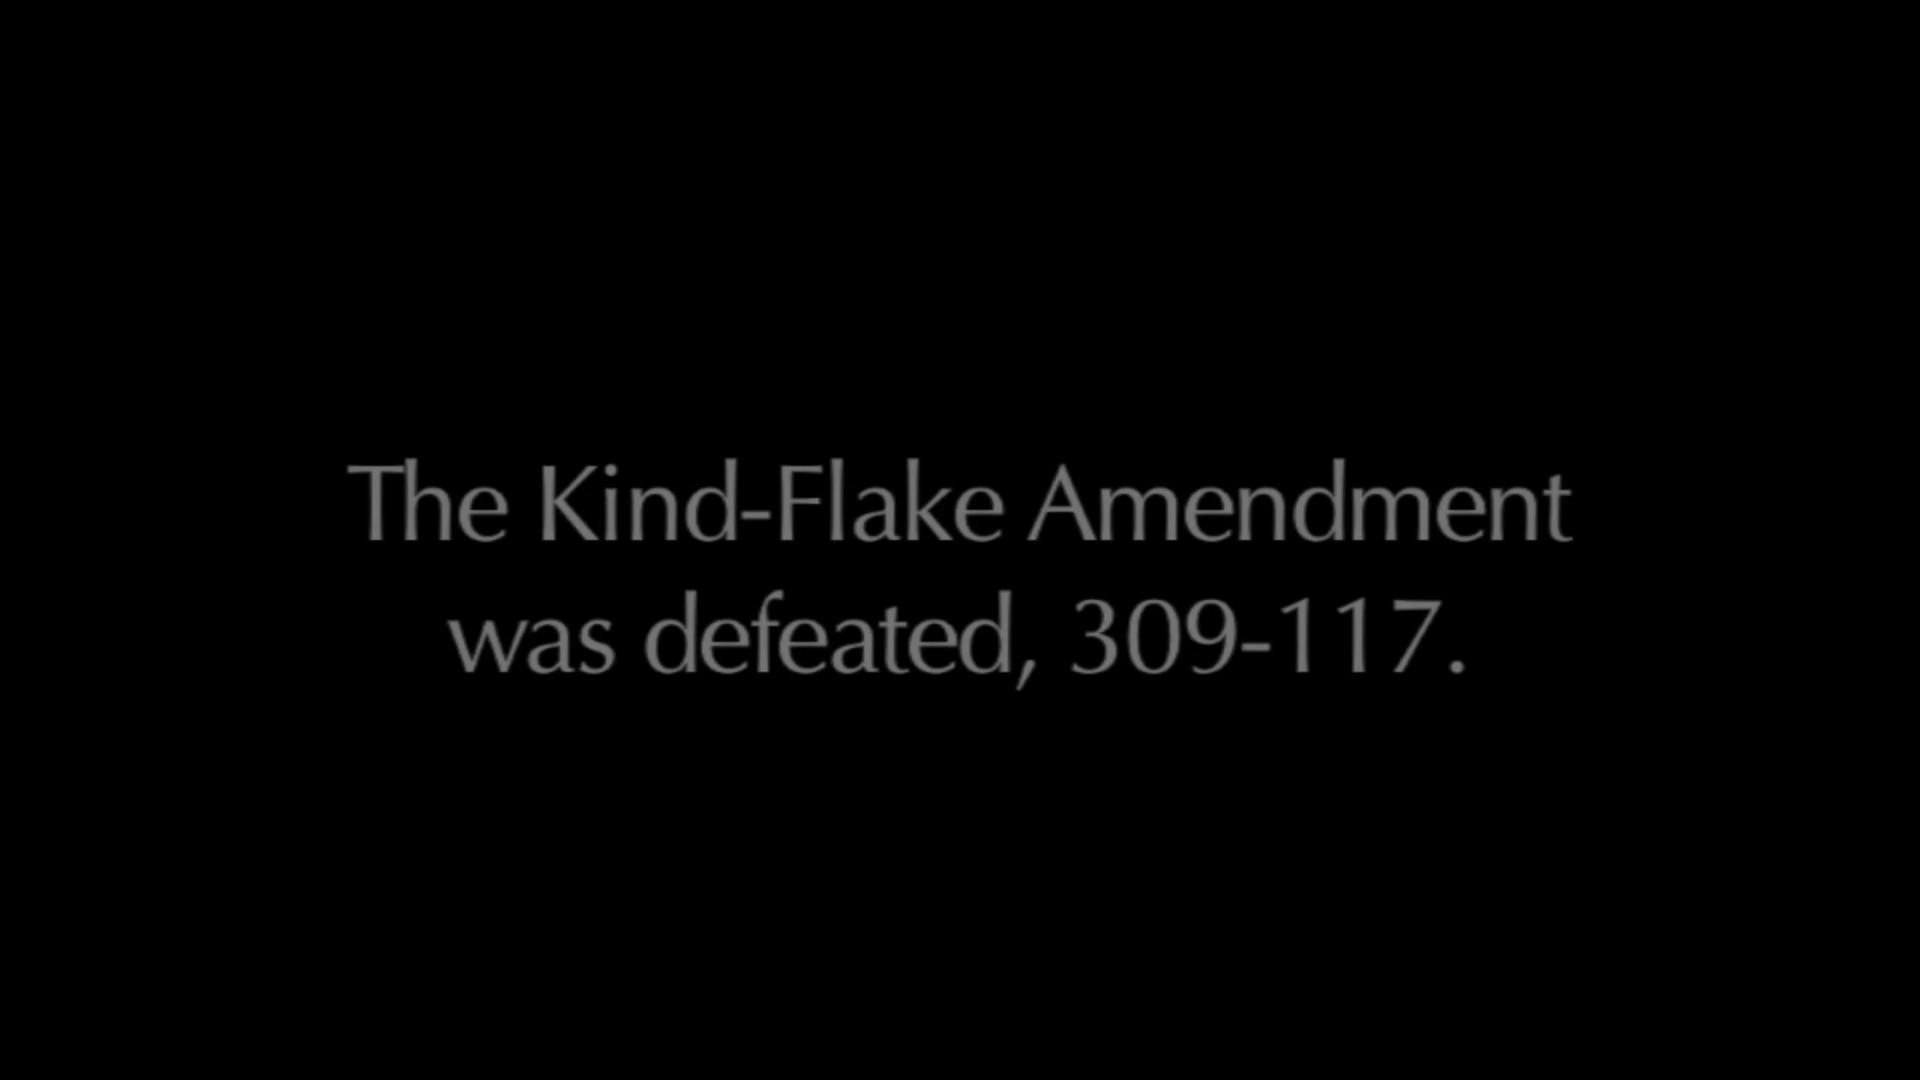 The Kind-Flake Amendment
was defeated, 309-117.